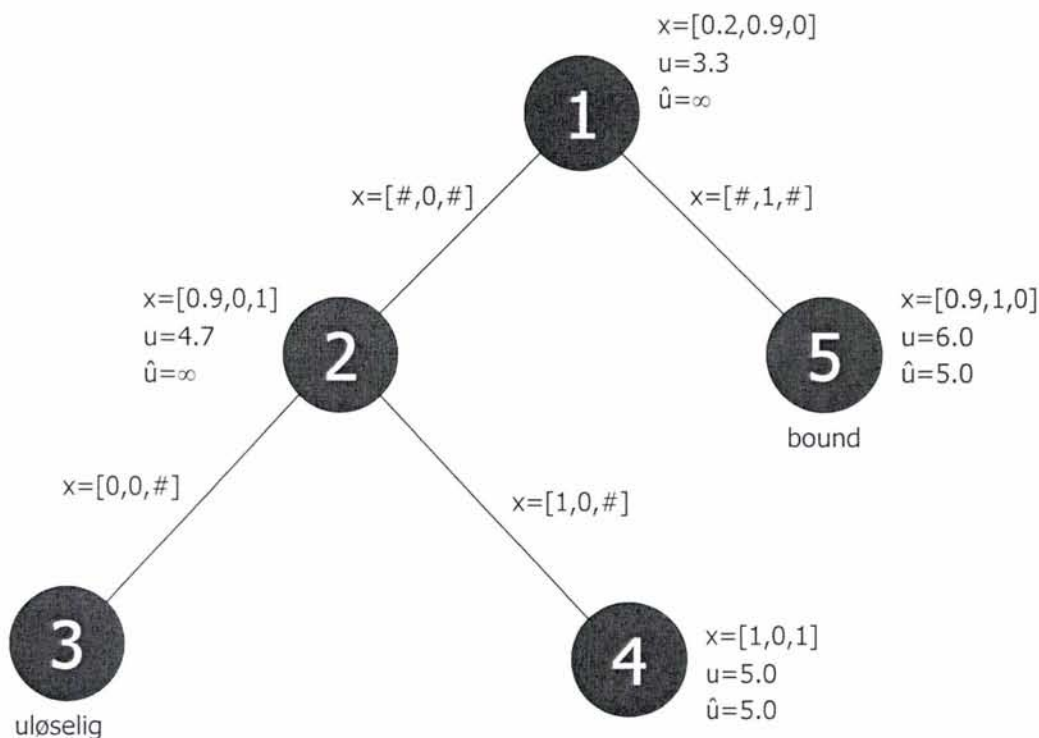 x=[0.2,0.9,0]
u=3.3
û=∞
1
x=[#,0,#]
x=[#,1,#]
x=[0.9,0,1]
u=4.7
û=∞
2
x=[0.9,1,0]
u=6.0
û=5.0
5
bound
x=[0,0,#]
x=[1,0,#]
3
uløselig
4
x=[1,0,1]
u=5.0
û=5.0